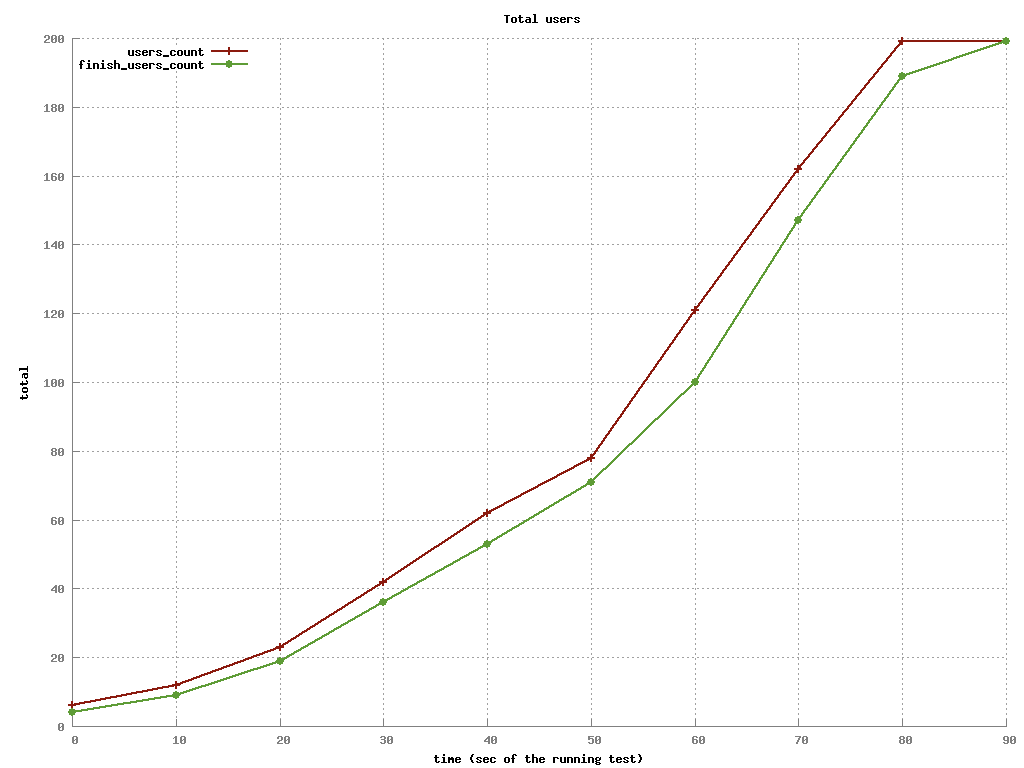 Total users
users_count
finish_users_count
200
180
160
140
120
100
80
60
40
20
0
total
0 10 20 30 40 50 60 70 80 90
time (sec of the running test)